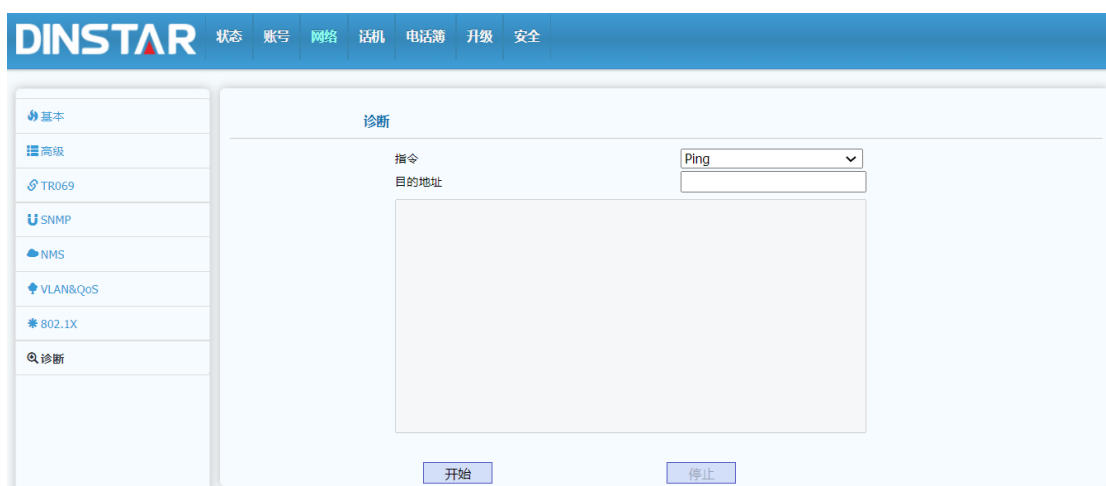 DINSTAR 状态 账号 网络 话机 电话簿 升级 安全
基本
高级
TR069
SNMP
NMS
VLAN&QoS
802.1X
诊断
诊断
指令 Ping
目的地址
开始 停止